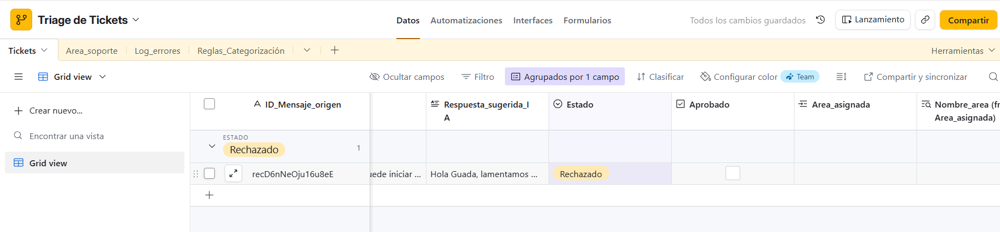 Triage de Tickets
Datos Automatizaciones Interfaces Formularios
Todos los cambios guardados Lanzamiento Compartir
Tickets Area_soporte Log_errores Reglas_Categorización
Herramientas
Grid view
Ocultar campos Filtro Agrupados por 1 campo Clasificar Configurar color Team Compartir y sincronizar
Crear nuevo...
Encontrar una vista
Grid view
ID_Mensaje_origen
Respuesta_sugerida_I
A
Estado
Aprobado
Area_asignada
Nombre_area (fr
Area_asignada)
ESTADO
Rechazado 1
recD6nNeOju16u8eE uede iniciar ... Hola Guada, lamentamos ... Rechazado